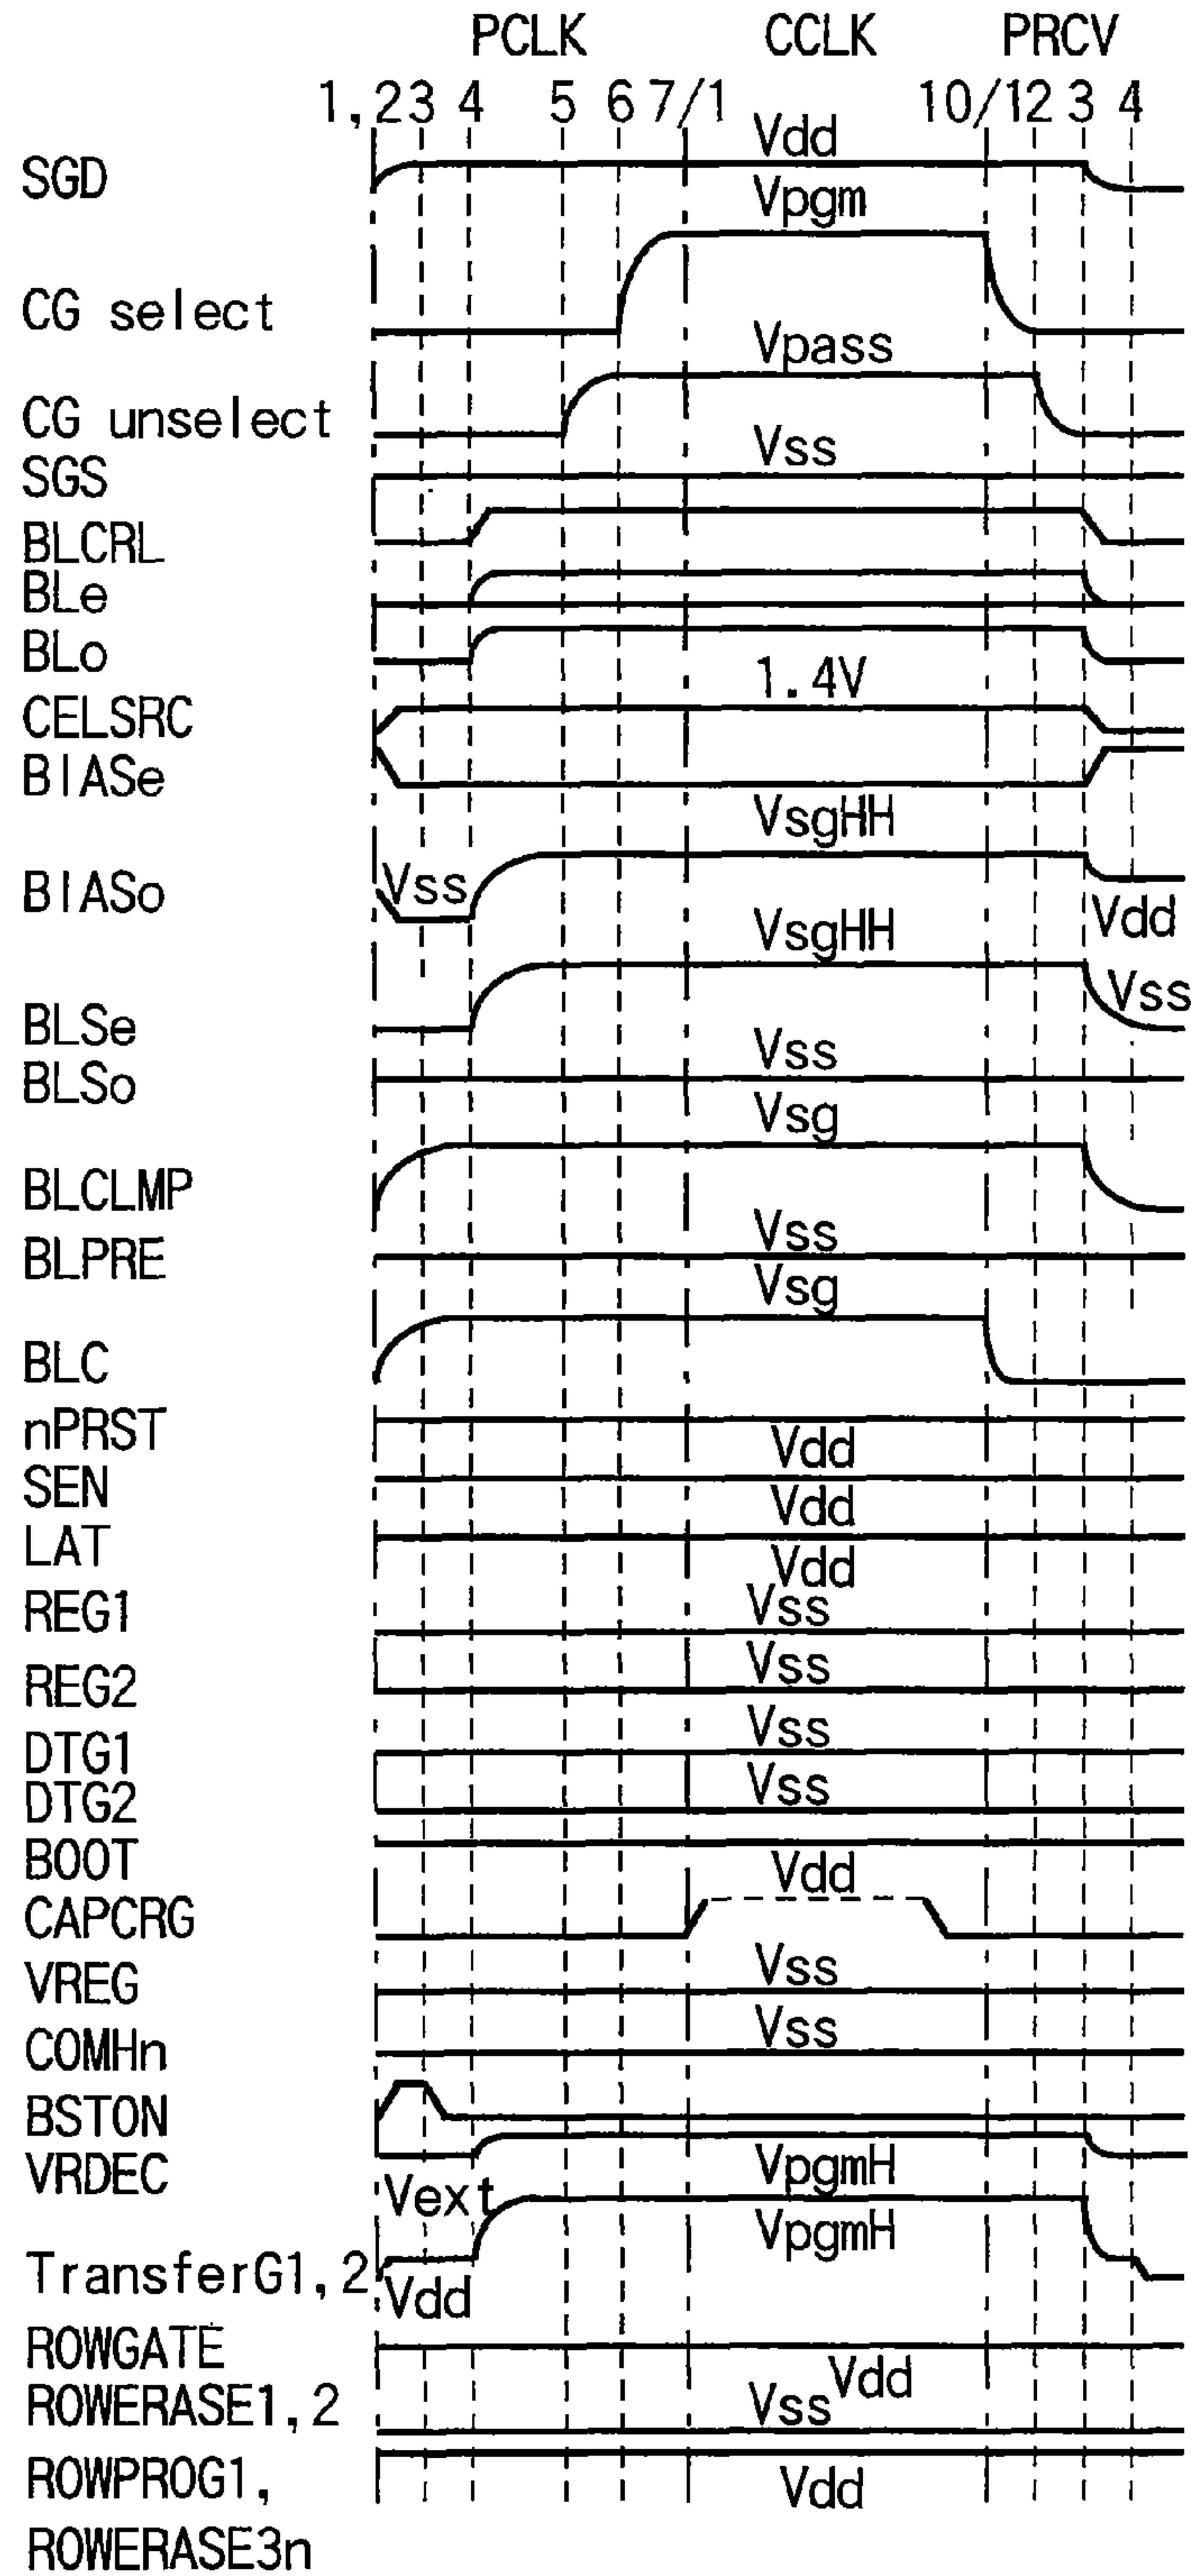 PCLK CCLK PRCV
1,2 3 4 5 6 7/1 10/1 2 3 4
SGD Vdd
Vpgm
CG select
Vpass
CG unselect
Vss
SGS
BLCRL
BLe
BLo
1.4V
CELSRC
BIASe
VsgHH
BIASo Vss
Vdd
VsgHH
Vss
BLSe
Vss
BLSo
Vsg
BLCLMP
Vss
BLPRE
Vsg
BLC
nPRST
Vdd
SEN
Vdd
LAT
Vdd
REG1 Vss
Vss
REG2
Vss
DTG1
Vss
DTG2
BOOT
Vdd
CAPCRG
Vss
VREG
Vss
COMHn
BSTON
VRDEC VpgmH
Vext
VpgmH
TransferG1,2
Vdd
ROWGATE
Vdd
ROWERASE1,2 Vss
ROWPROG1,
Vdd
ROWERASE3n